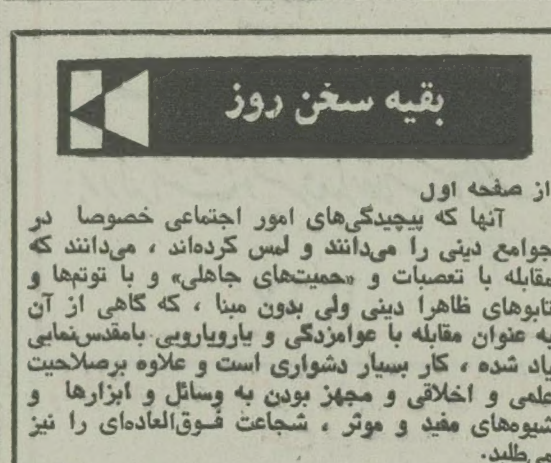 بقیه سخن روز
از صفحه اول
آنها که پیچیدگی‌های امور اجتماعی خصوصا در
جوامع دینی را می‌دانند و لمس کرده‌اند ، می‌دانند که
مقابله با تعصبات و «حمیت‌های جاهلی» و با توتم‌ها و
تابوهای ظاهرا دینی ولی بدون مبنا ، که گاهی از آن
به عنوان مقابله با عوامزدگی و یارویارویی بامقدس‌نمایی
یاد شده ، کار بسیار دشواری است و علاوه برصلاحیت
علمی و اخلاقی و مجهز بودن به وسائل و ابزارها و
شیوه‌های مفید و موثر ، شجاعت فوق‌العاده‌ای را نیز
می‌طلبد.